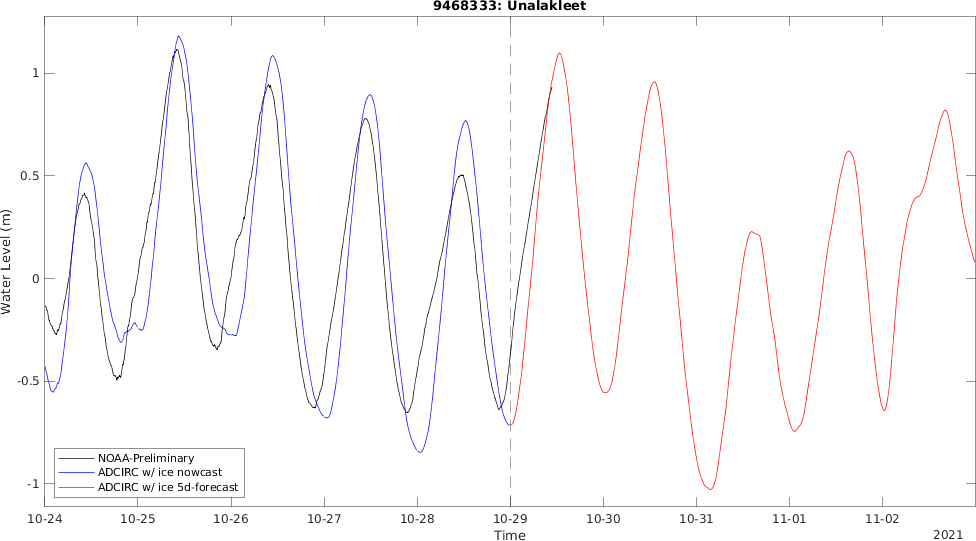 9468333: Unalakleet
Water Level (m)
1
0.5
0
-0.5
-1
NOAA-Preliminary
ADCIRC w/ ice nowcast
ADCIRC w/ ice 5d-forecast
10-24 10-25 10-26 10-27 10-28 10-29 10-30 10-31 11-01 11-02
Time
2021